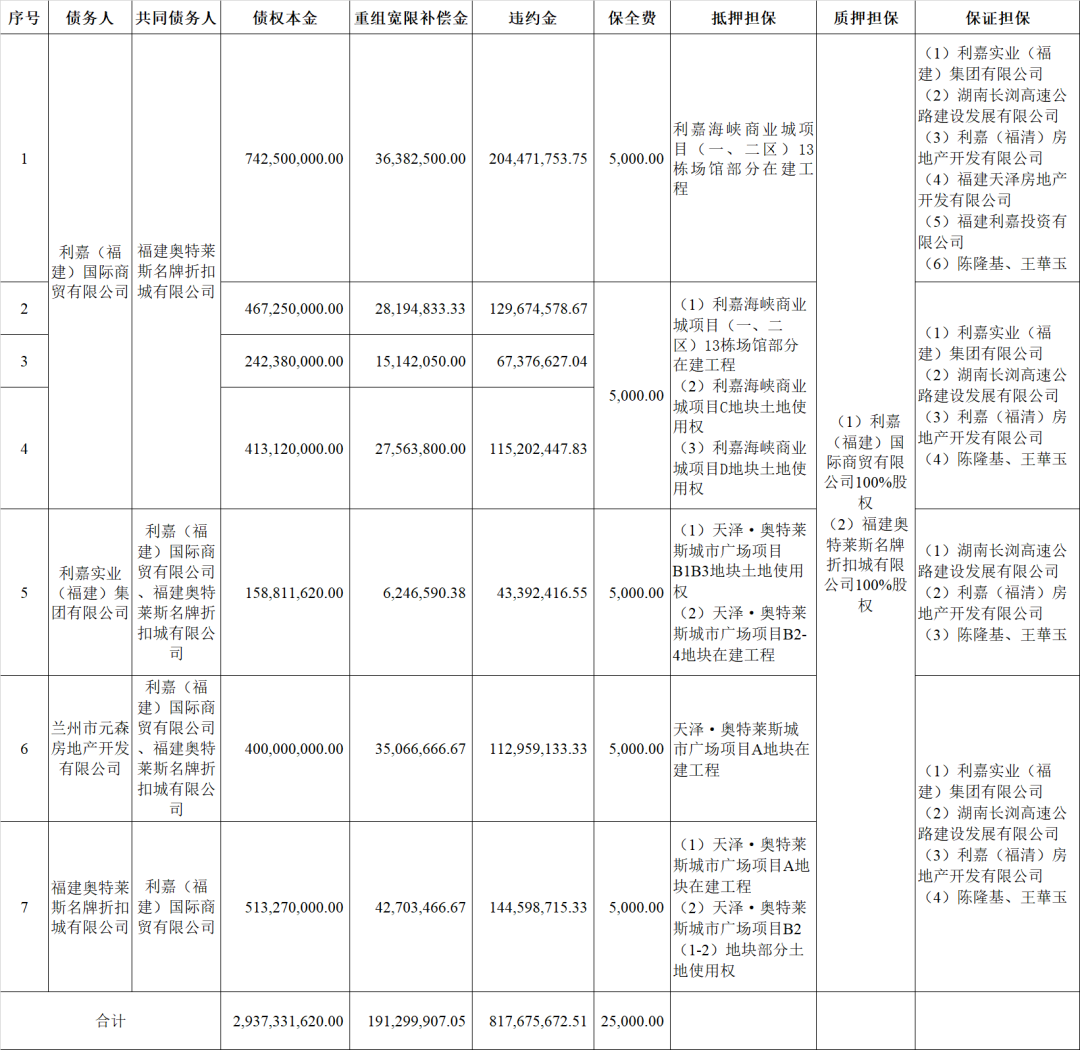 序号 债务人 共同债务人 债权本金 重组宽限补偿金 违约金 保全费 抵押担保 质押担保 保证担保
1
利嘉（福
建）国际商
贸有限公司
福建奥特莱
斯名牌折扣
城有限公司
742,500,000.00 36,382,500.00 204,471,753.75 5,000.00
利嘉海峡商业城项
目（一、二区）13
栋场馆部分在建工
程
（1）利嘉
（福建）国
际商贸有限
公司100%股
权
（2）福建奥
特莱斯名牌
折扣城有限
公司100%股
权
（1）利嘉实业（福
建）集团有限公司
（2）湖南长浏高速公
路建设发展有限公司
（3）利嘉（福清）房
地产开发有限公司
（4）福建天泽房地产
开发有限公司
（5）福建利嘉投资有
限公司
（6）陈隆基、王華玉
2 467,250,000.00 28,194,833.33 129,674,578.67
5,000.00
（1）利嘉海峡商业
城项目（一、二
区）13栋场馆部分
在建工程
（2）利嘉海峡商业
城项目C地块土地使
用权
（3）利嘉海峡商业
城项目D地块土地使
用权
（1）利嘉实业（福
建）集团有限公司
（2）湖南长浏高速公
路建设发展有限公司
（3）利嘉（福清）房
地产开发有限公司
（4）陈隆基、王華玉
3 242,380,000.00 15,142,050.00 67,376,627.04
4 413,120,000.00 27,563,800.00 115,202,447.83
5
利嘉实业
（福建）集
团有限公司
利嘉（福
建）国际商
贸有限公司
、福建奥特
莱斯名牌折
扣城有限公
司
158,811,620.00 6,246,590.38 43,392,416.55 5,000.00
（1）天泽·奥特莱
斯城市广场项目
B1B3地块土地使用
权
（2）天泽·奥特莱
斯城市广场项目B2-
4地块在建工程
（1）湖南长浏高速公
路建设发展有限公司
（2）利嘉（福清）房
地产开发有限公司
（3）陈隆基、王華玉
6
兰州市元森
房地产开发
有限公司
利嘉（福
建）国际商
贸有限公司
、福建奥特
莱斯名牌折
扣城有限公
司
400,000,000.00 35,066,666.67 112,959,133.33 5,000.00
天泽·奥特莱斯城
市广场项目A地块在
建工程
（1）利嘉实业（福
建）集团有限公司
（2）湖南长浏高速公
路建设发展有限公司
（3）利嘉（福清）房
地产开发有限公司
（4）陈隆基、王華玉
7
福建奥特莱
斯名牌折扣
城有限公司
利嘉（福
建）国际商
贸有限公司
513,270,000.00 42,703,466.67 144,598,715.33 5,000.00
（1）天泽·奥特莱
斯城市广场项目A地
块在建工程
（2）天泽·奥特莱
斯城市广场项目B2
（1-2）地块部分土
地使用权
合计 2,937,331,620.00 191,299,907.05 817,675,672.51 25,000.00